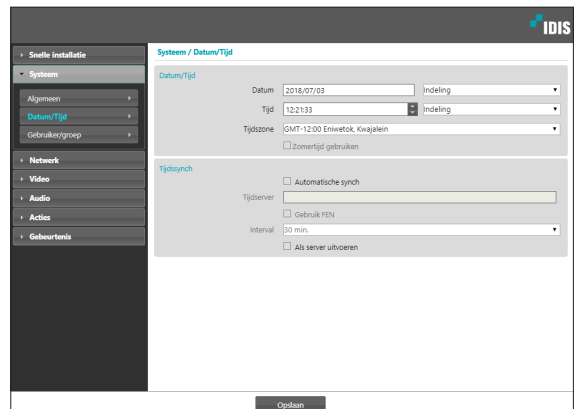 IDIS
Snelle installatie
Systeem
Algemeen
Datum/Tijd
Gebruiker/groep
Netwerk
Video
Audio
Acties
Gebeurtenis
Systeem / Datum/Tijd
Datum/Tijd
Datum 2018/07/03 Indeling
Tijd 12:21:33 Indeling
Tijdszone GMT-12:00 Eniwetok, Kwajalein
Zomertijd gebruiken
Tijdssynch
Automatische synch
Tijdserver
Gebruik FEN
Interval 30 min.
Als server uitvoeren
Opslaan